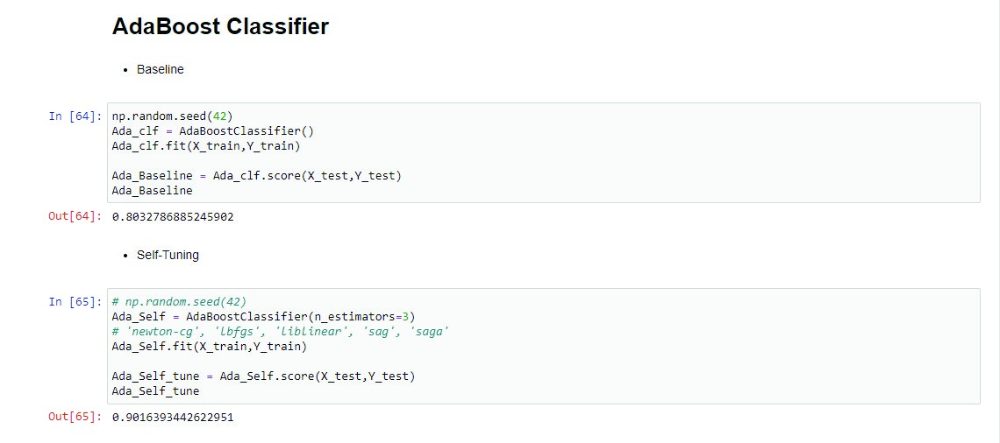 AdaBoost Classifier
• Baseline
In [64]: np.random.seed(42)
Ada_clf = AdaBoostClassifier()
Ada_clf.fit(X_train,Y_train)
Ada_Baseline = Ada_clf.score(X_test,Y_test)
Ada_Baseline
Out[64]: 0.8032786885245902
• Self-Tuning
In [65]: # np.random.seed(42)
Ada_Self = AdaBoostClassifier(n_estimators=3)
# 'newton-cg', 'lbfgs', 'liblinear', 'sag', 'saga'
Ada_Self.fit(X_train,Y_train)
Ada_Self_tune = Ada_Self.score(X_test,Y_test)
Ada_Self_tune
Out[65]: 0.9016393442622951